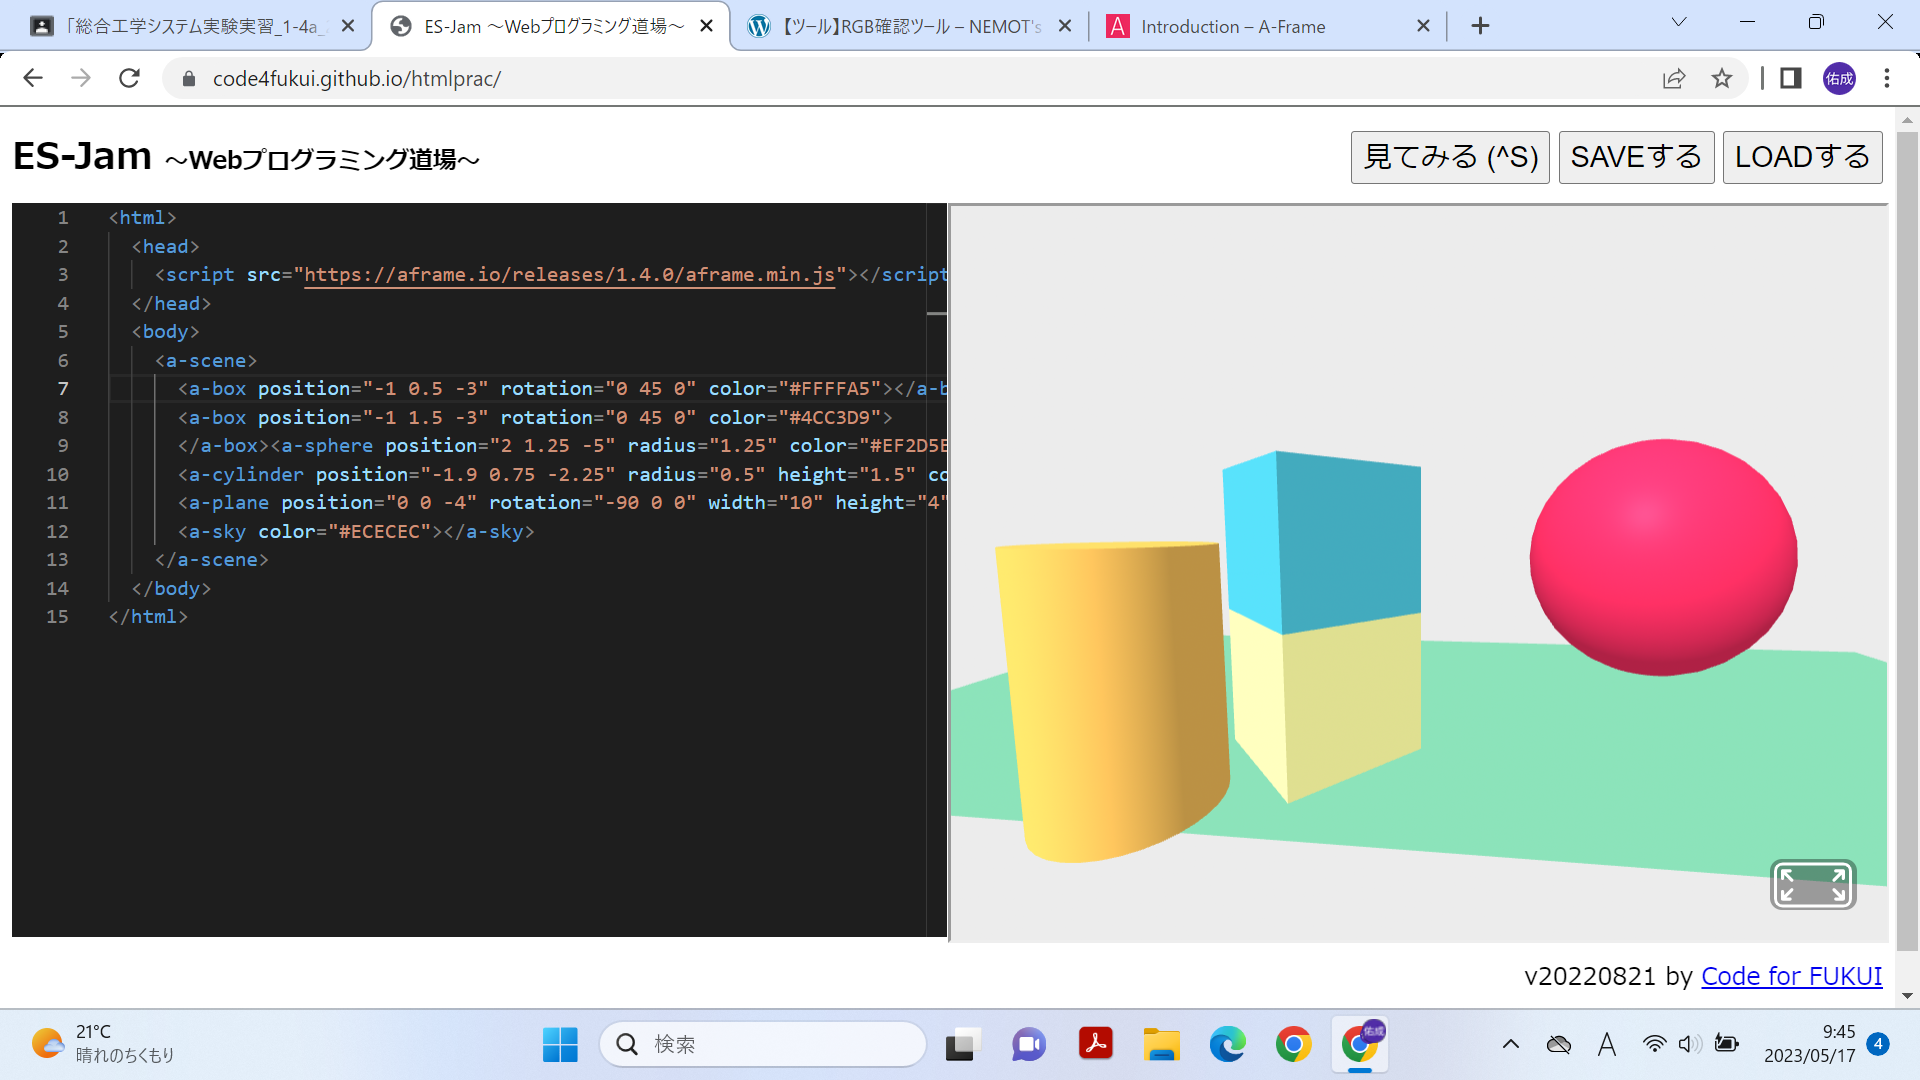 「総合工学システム実験実習_1-4a_
ES-Jam ～Webプログラミング道場～
【ツール】RGB確認ツール – NEMOT's
Introduction – A-Frame
code4fukui.github.io/htmlprac/
佑成
ES-Jam ～Webプログラミング道場～
見てみる (^S)
SAVEする
LOADする
1 <html>
2 <head>
3 <script src="https://aframe.io/releases/1.4.0/aframe.min.js"></script
4 </head>
5 <body>
6 <a-scene>
7 <a-box position="-1 0.5 -3" rotation="0 45 0" color="#FFFFA5"></a-b
8 <a-box position="-1 1.5 -3" rotation="0 45 0" color="#4CC3D9">
9 </a-box><a-sphere position="2 1.25 -5" radius="1.25" color="#EF2D5E
10 <a-cylinder position="-1.9 0.75 -2.25" radius="0.5" height="1.5" co
11 <a-plane position="0 0 -4" rotation="-90 0 0" width="10" height="4"
12 <a-sky color="#ECECEC"></a-sky>
13 </a-scene>
14 </body>
15 </html>
v20220821 by Code for FUKUI
21°C
晴れのちくもり
検索
佑成
A
9:45
2023/05/17
4